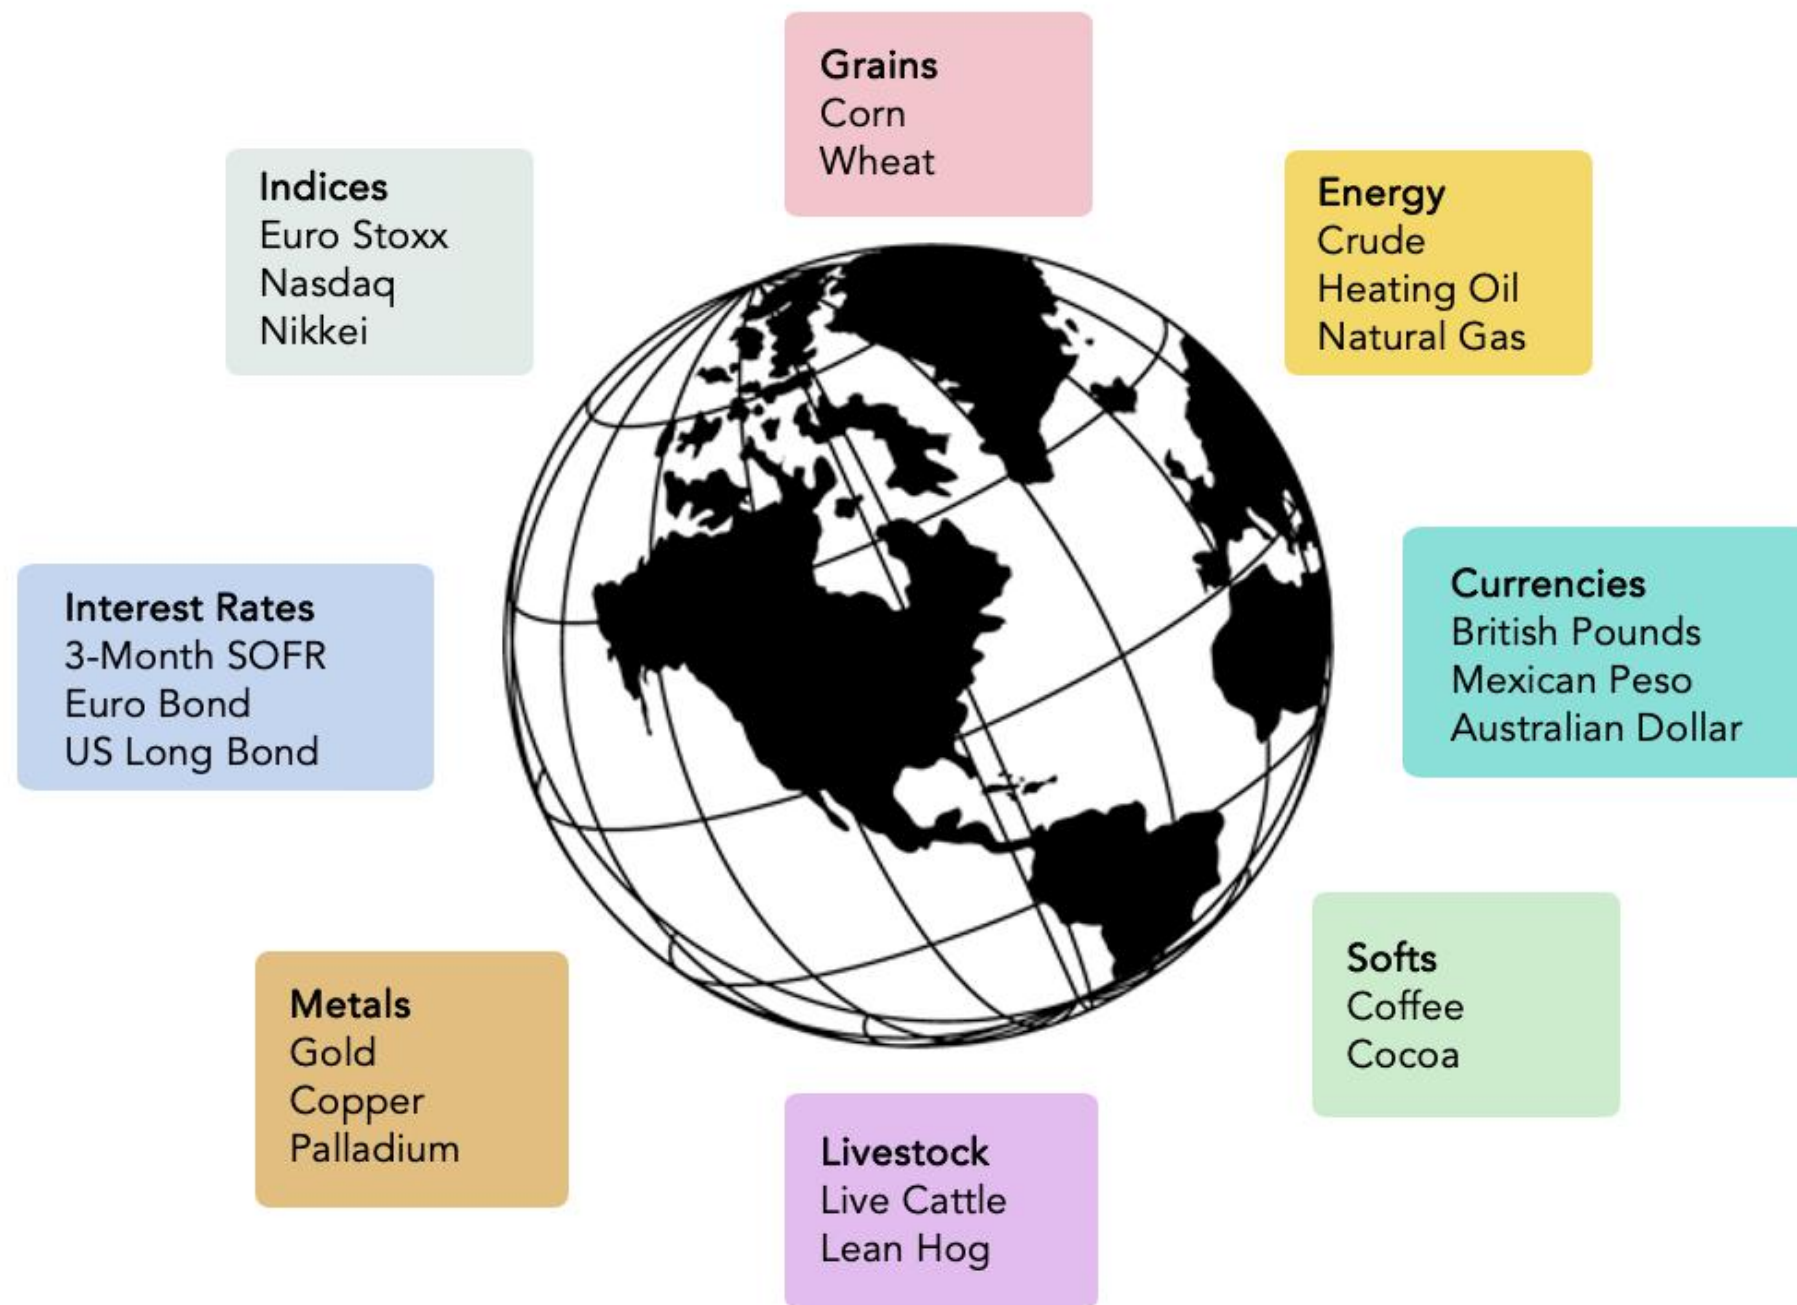 Grains
Corn
Wheat
Indices
Euro Stoxx
Nasdaq
Nikkei
Energy
Crude
Heating Oil
Natural Gas
Interest Rates
3-Month SOFR
Euro Bond
US Long Bond
Currencies
British Pounds
Mexican Peso
Australian Dollar
Metals
Gold
Copper
Palladium
Softs
Coffee
Cocoa
Livestock
Live Cattle
Lean Hog